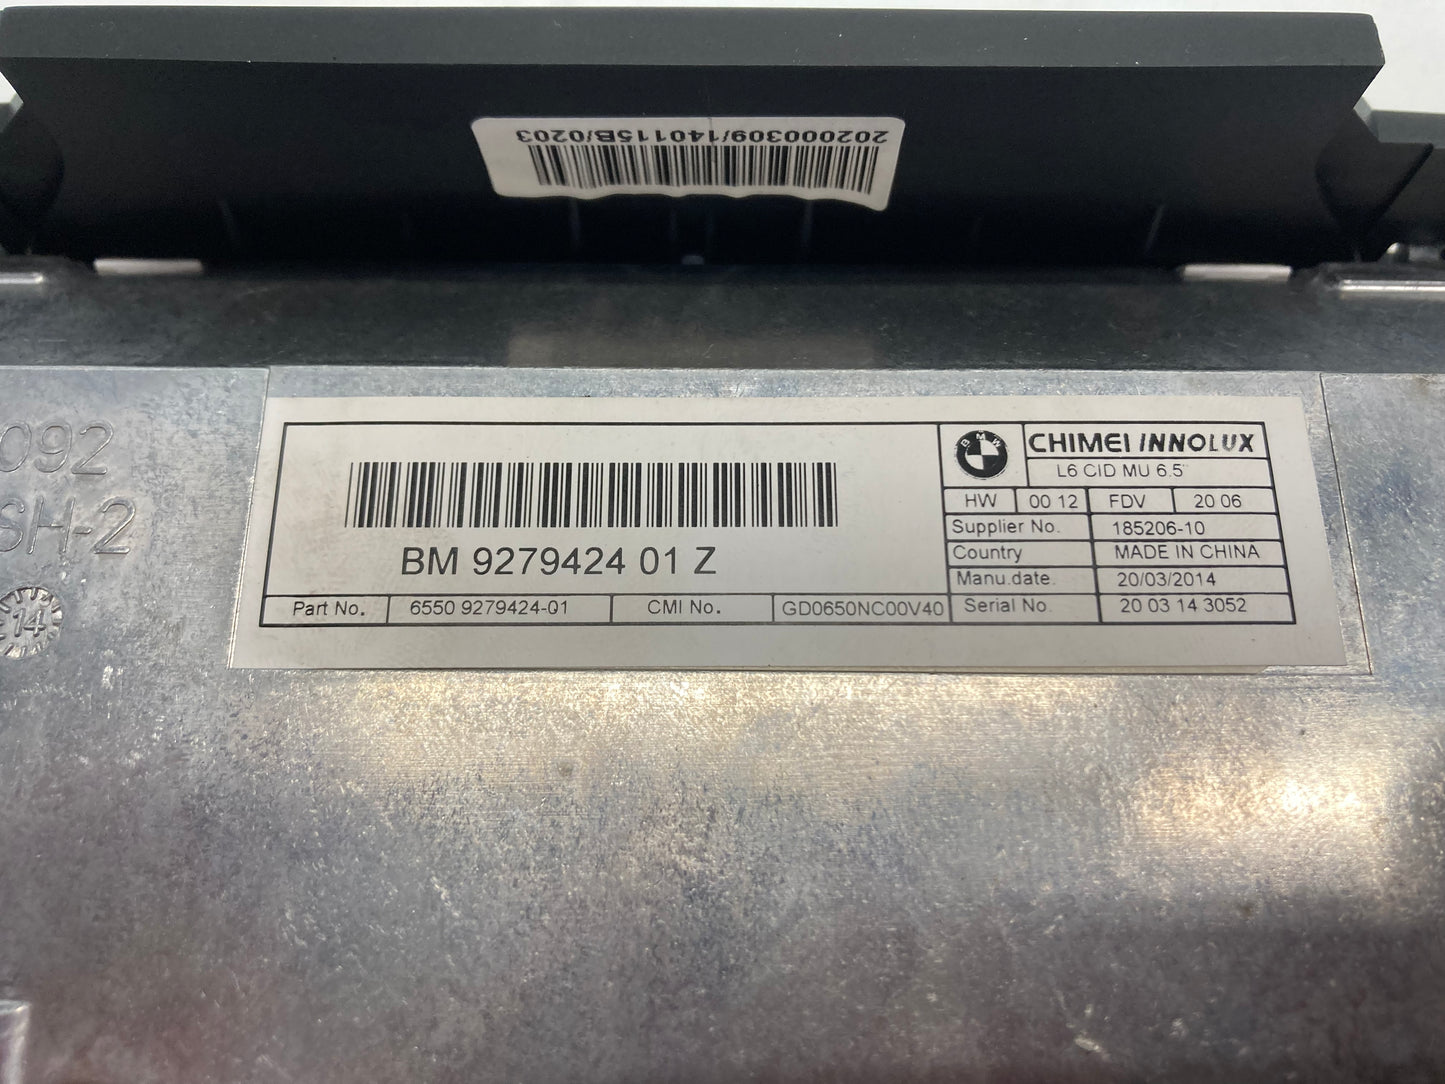 202000309/140115B/0203
092
SH-2
14
BMW
CHIMEI INNOLUX
L6 CID MU 6.5"
HW 00 12 FDV 20 06
Supplier No. 185206-10
Country MADE IN CHINA
Manu.date. 20/03/2014
Serial No. 20 03 14 3052
BM 9279424 01 Z
Part No. 6550 9279424-01 CMI No. GD0650NC00V40